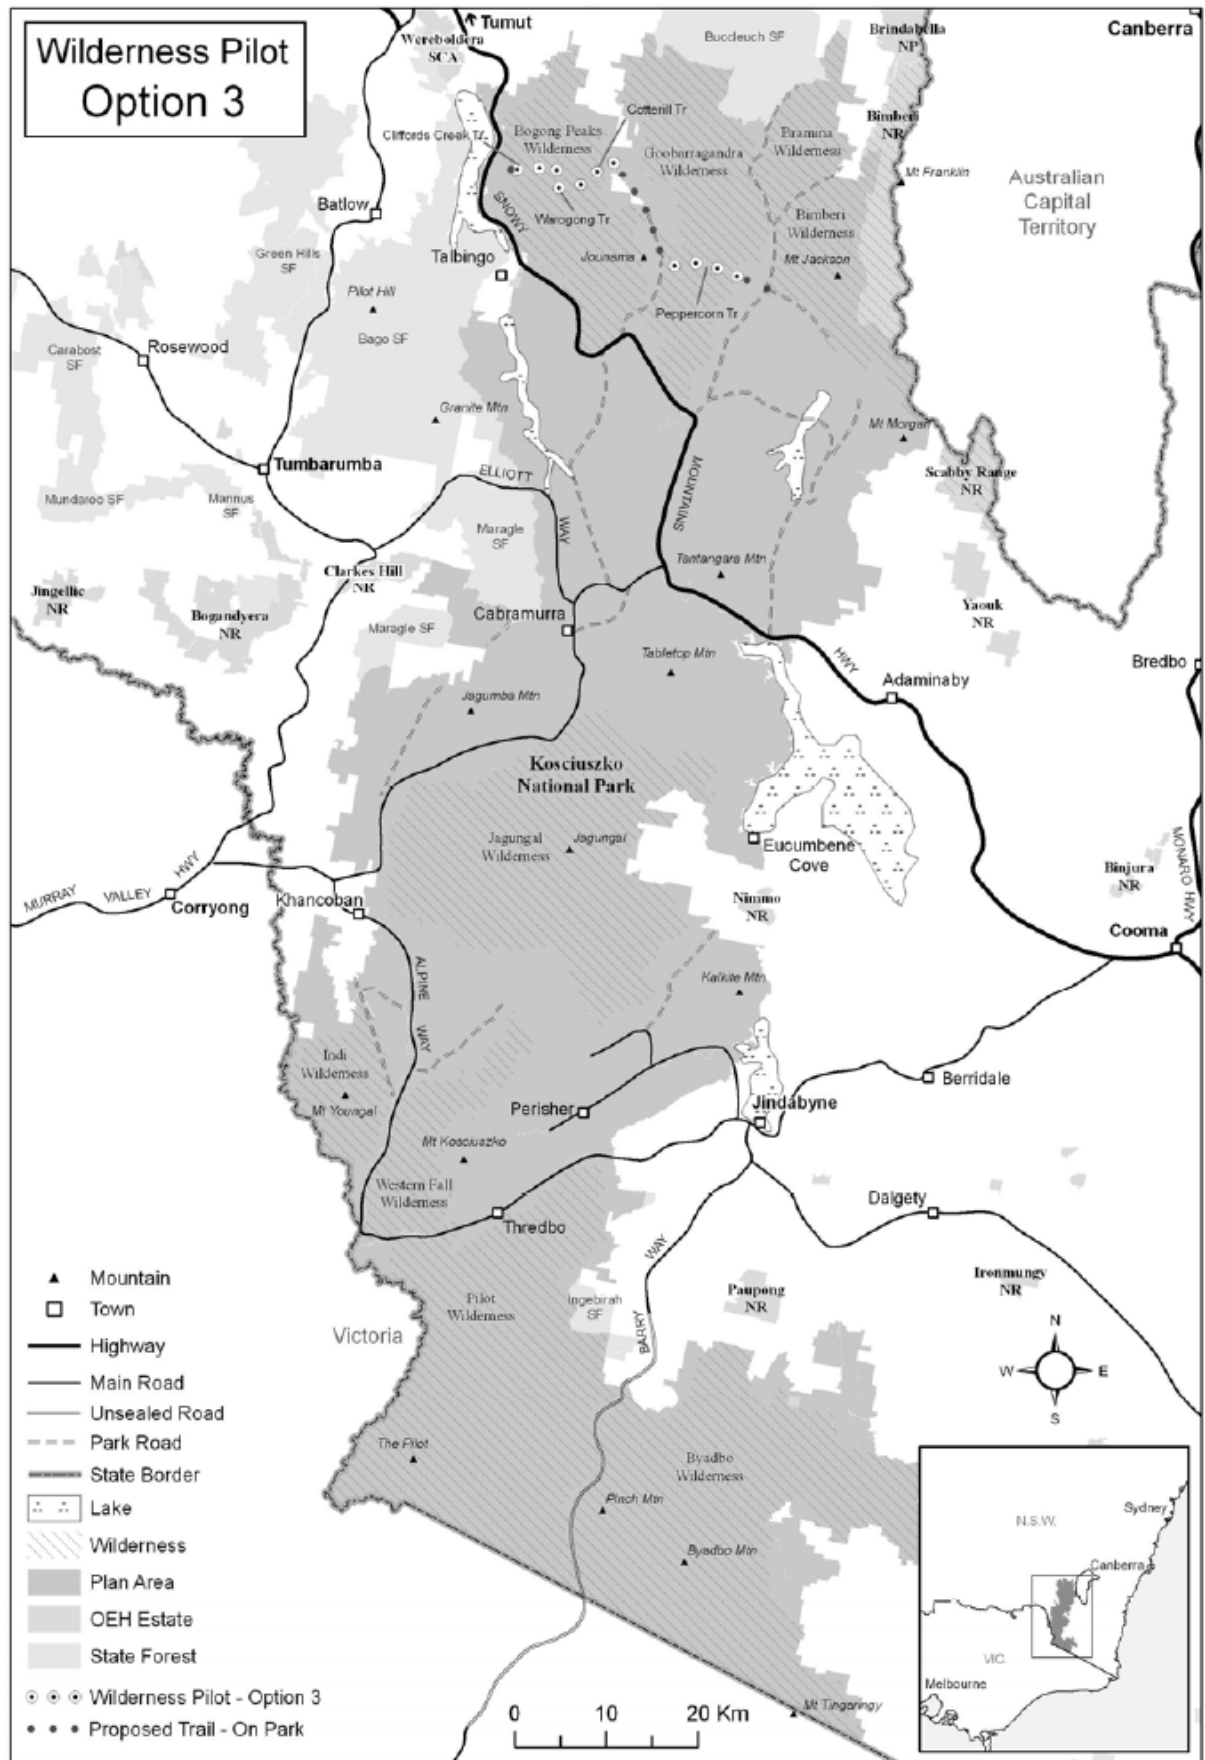 Wilderness Pilot
Option 3
Tumut
Canberra
Wereboldera
SCA
Buccleuch SF
Brindabella
NP
Cotterill Tr
Cliffords Creek Tr
Bogong Peaks
Wilderness
Goobarragandra
Wilderness
Bramina
Wilderness
Bimberi
NR
Mt Franklin
Australian
Capital
Territory
Batlow
SNOWY
Warogong Tr
Bimberi
Wilderness
Green Hills
SF
Talbingo
Jounama
Mt Jackson
Pilot Hill
Peppercorn Tr
Bago SF
Carabost
SF
Rosewood
Granite Mtn
Mt Morgan
Tumbarumba
ELLIOTT
WAY
MOUNTAINS
Scabby Range
NR
Mundaroo SF
Mannus
SF
Maragle
SF
Tantangara Mtn
Clarkes Hill
NR
Jingellic
NR
Bogandyera
NR
Yaouk
NR
Cabramurra
Maragle SF
Tabletop Mtn
HWY
Bredbo
Adaminaby
Jagumba Mtn
Kosciuszko
National Park
Jagungal
Wilderness
Jagungal
Eucumbene
Cove
MONARO HWY
Binjura
NR
MURRAY
VALLEY
HWY
Corryong
Khancoban
Nimmo
NR
Cooma
ALPINE
WAY
Kalkite Mtn
Indi
Wilderness
Mt Youngal
Berridale
Perisher
Jindabyne
Mt Kosciuszko
Western Fall
Wilderness
Dalgety
Thredbo
WAY
BARRY
Mountain
Town
Highway
Main Road
Unsealed Road
Park Road
State Border
Lake
Wilderness
Plan Area
OEH Estate
State Forest
Wilderness Pilot - Option 3
Proposed Trail - On Park
Pilot
Wilderness
Ingebirah
SF
Paupong
NR
Ironmungy
NR
Victoria
N
W
E
S
The Pilot
Byadbo
Wilderness
Pinch Mtn
Byadbo Mtn
Mt Tingaringy
0 10 20 Km
N.S.W.
Sydney
Canberra
VIC.
Melbourne